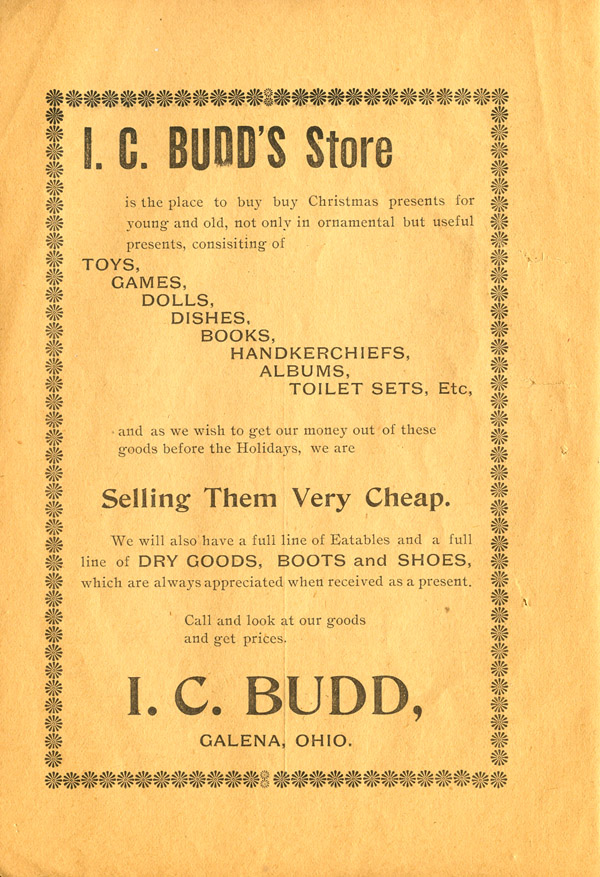 I. C. BUDD'S Store
is the place to buy buy Christmas presents for
young and old, not only in ornamental but useful
presents, consisiting of
TOYS,
GAMES,
DOLLS,
DISHES,
BOOKS,
HANDKERCHIEFS,
ALBUMS,
TOILET SETS, Etc,
and as we wish to get our money out of these
goods before the Holidays, we are
Selling Them Very Cheap.
We will also have a full line of Eatables and a full
line of DRY GOODS, BOOTS and SHOES,
which are always appreciated when received as a present.
Call and look at our goods
and get prices.
I. C. BUDD,
GALENA, OHIO.